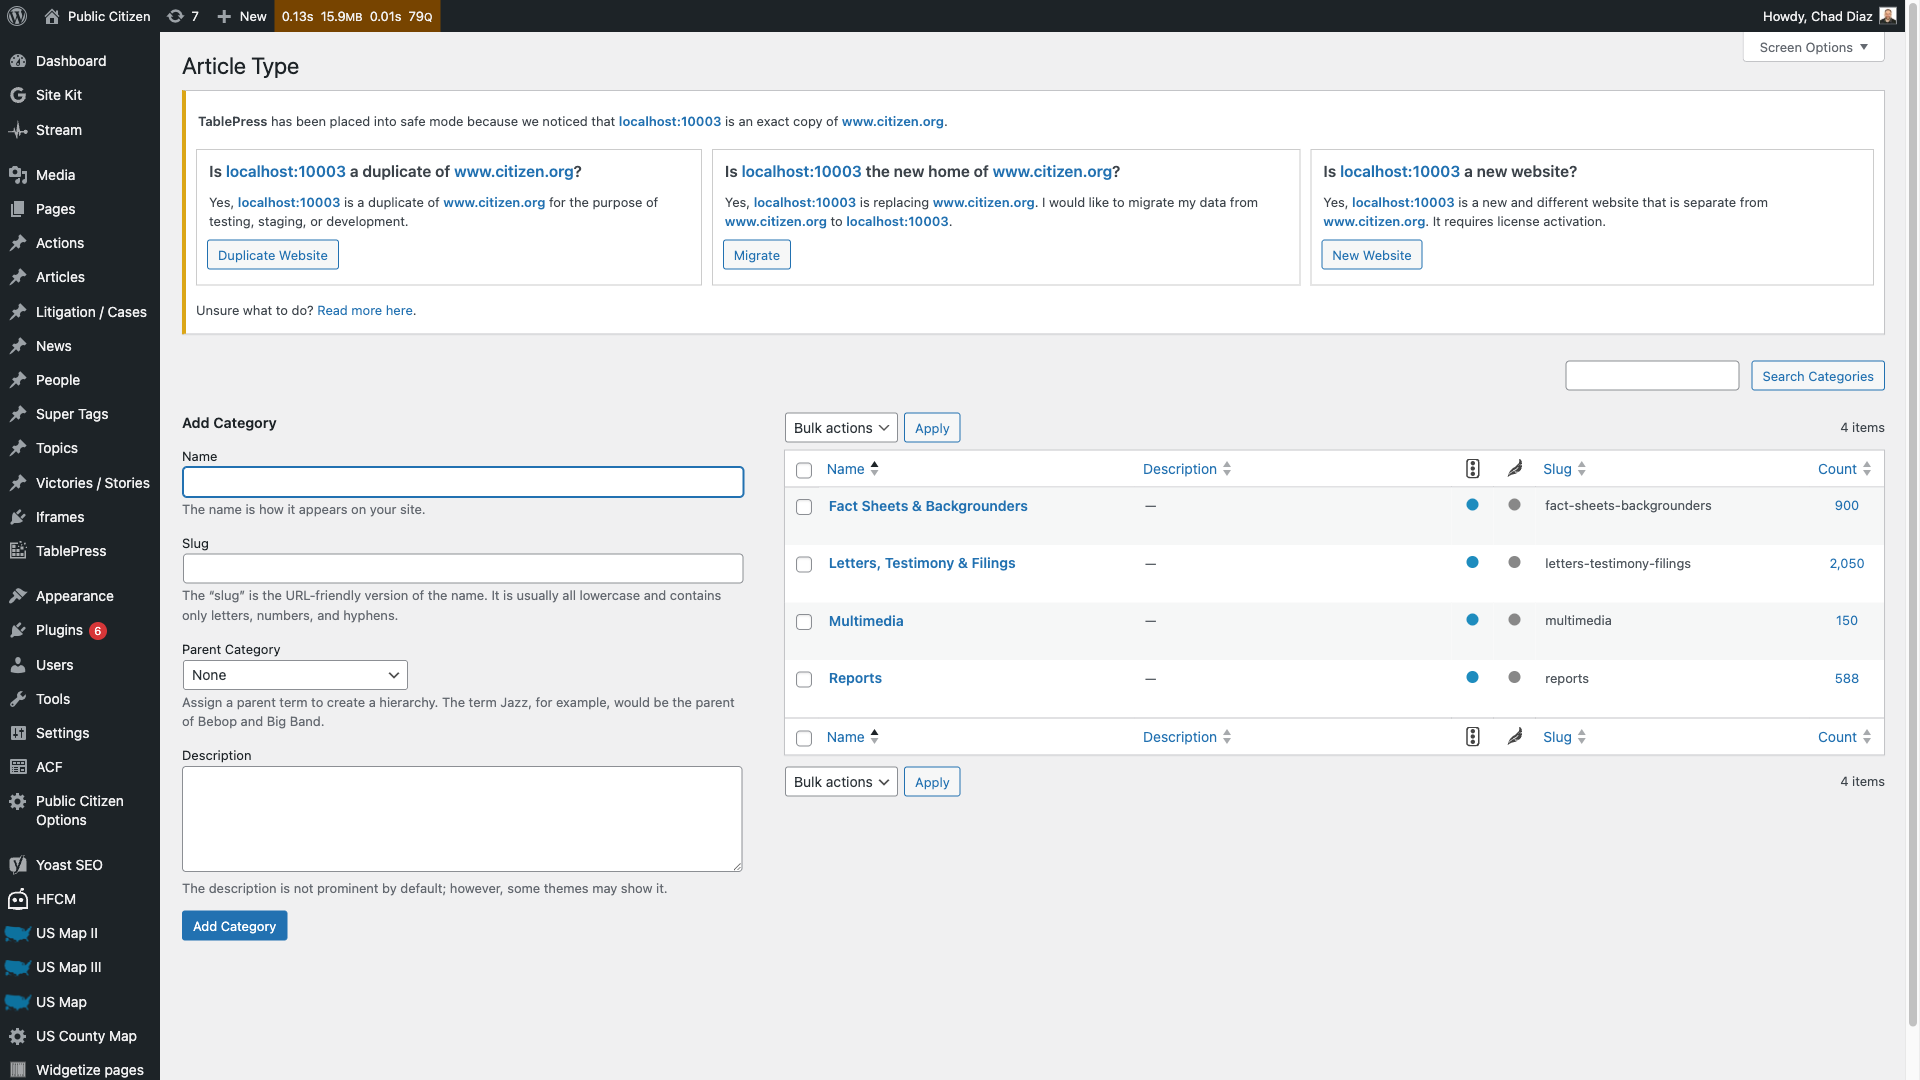 Public Citizen 7 New 0.13s 15.9MB 0.01s 79Q Howdy, Chad Diaz
Screen Options
Dashboard
Site Kit
Stream
Media
Pages
Actions
Articles
Litigation / Cases
News
People
Super Tags
Topics
Victories / Stories
Iframes
TablePress
Appearance
Plugins 6
Users
Tools
Settings
ACF
Public Citizen
Options
Yoast SEO
HFCM
US Map II
US Map III
US Map
US County Map
Widgetize pages
Article Type
TablePress has been placed into safe mode because we noticed that localhost:10003 is an exact copy of www.citizen.org.
Is localhost:10003 a duplicate of www.citizen.org?
Yes, localhost:10003 is a duplicate of www.citizen.org for the purpose of
testing, staging, or development.
Duplicate Website
Is localhost:10003 the new home of www.citizen.org?
Yes, localhost:10003 is replacing www.citizen.org. I would like to migrate my data from
www.citizen.org to localhost:10003.
Migrate
Is localhost:10003 a new website?
Yes, localhost:10003 is a new and different website that is separate from
www.citizen.org. It requires license activation.
New Website
Unsure what to do? Read more here.
Search Categories
Add Category
Name
The name is how it appears on your site.
Slug
The “slug” is the URL-friendly version of the name. It is usually all lowercase and contains
only letters, numbers, and hyphens.
Parent Category
None
Assign a parent term to create a hierarchy. The term Jazz, for example, would be the parent
of Bebop and Big Band.
Description
The description is not prominent by default; however, some themes may show it.
Add Category
Bulk actions Apply 4 items
Name Description Slug Count
Fact Sheets & Backgrounders — fact-sheets-backgrounders 900
Letters, Testimony & Filings — letters-testimony-filings 2,050
Multimedia — multimedia 150
Reports — reports 588
Name Description Slug Count
Bulk actions Apply 4 items